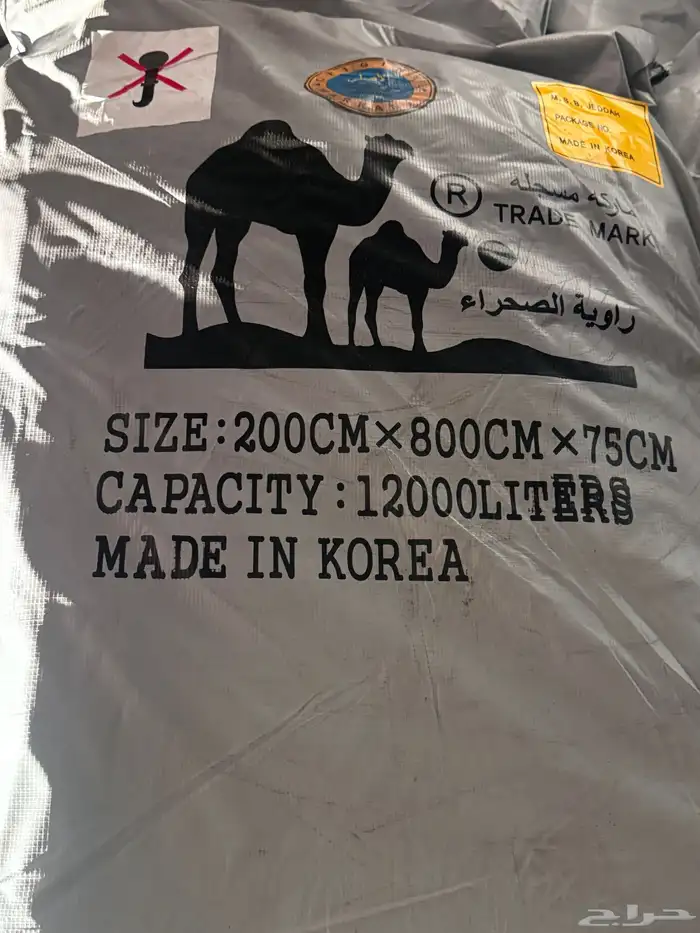 M.B.B. JEDDAH
PACKAGE NO.
MADE IN KOREA
®
ماركه مسجله
TRADE MARK
راوية الصحراء
SIZE:200CM×800CM×75CM
CAPACITY:12000LITERS
MADE IN KOREA
حراج